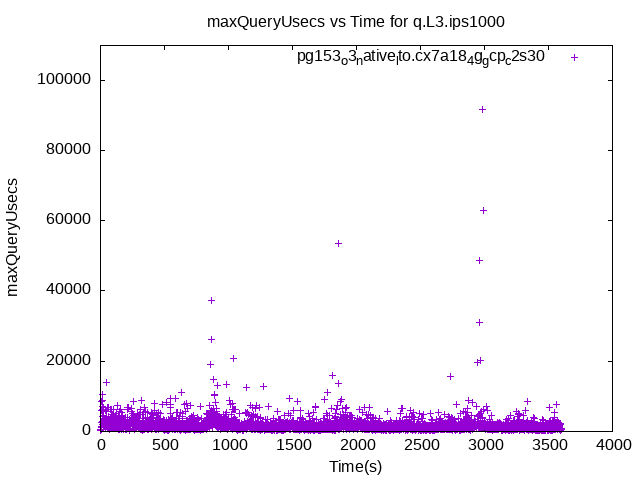 maxQueryUsecs vs Time for q.L3.ips1000
pg153o3native_lto.cx7a18_4g_gcp_c2s30
100000
80000
60000
40000
20000
0
maxQueryUsecs
0 500 1000 1500 2000 2500 3000 3500 4000
Time(s)